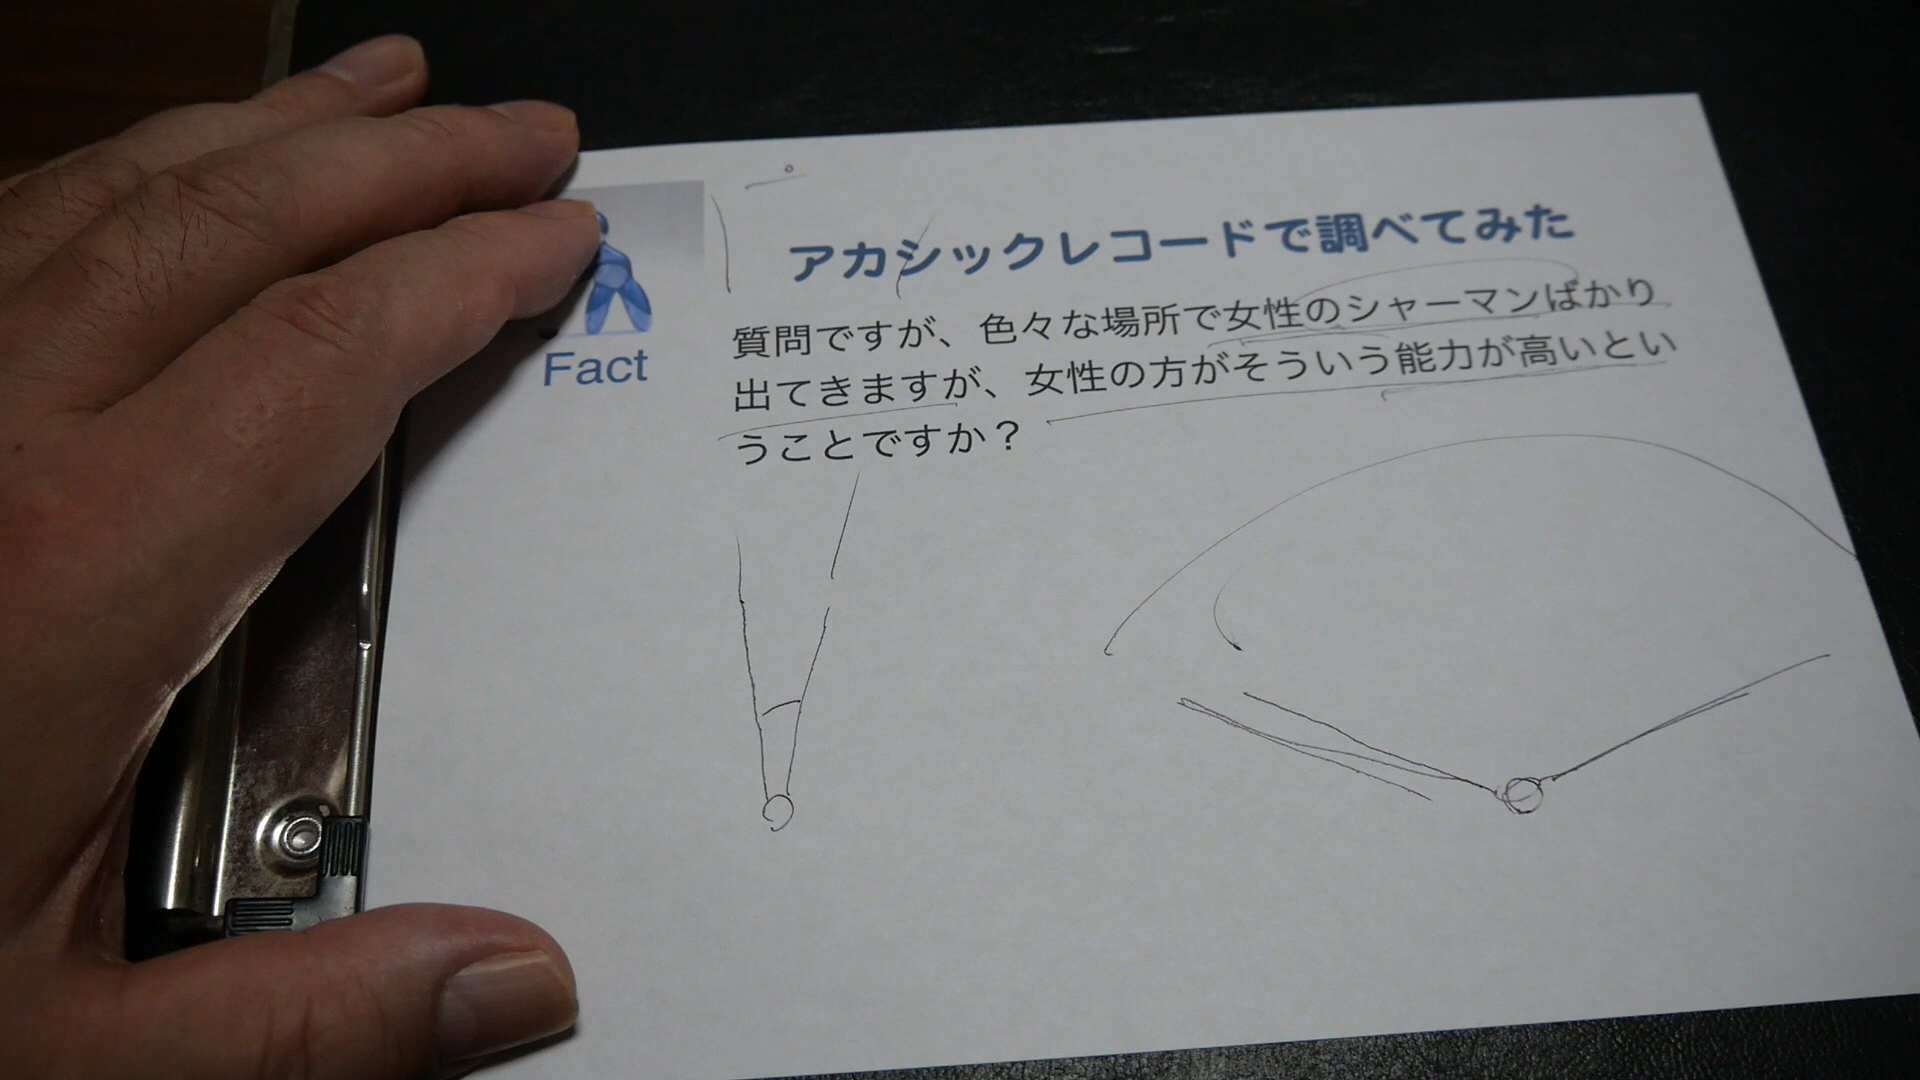 アカシックレコードで調べてみた
Fact
質問ですが、色々な場所で女性のシャーマンばかり
出てきますが、女性の方がそういう能力が高いとい
うことですか？